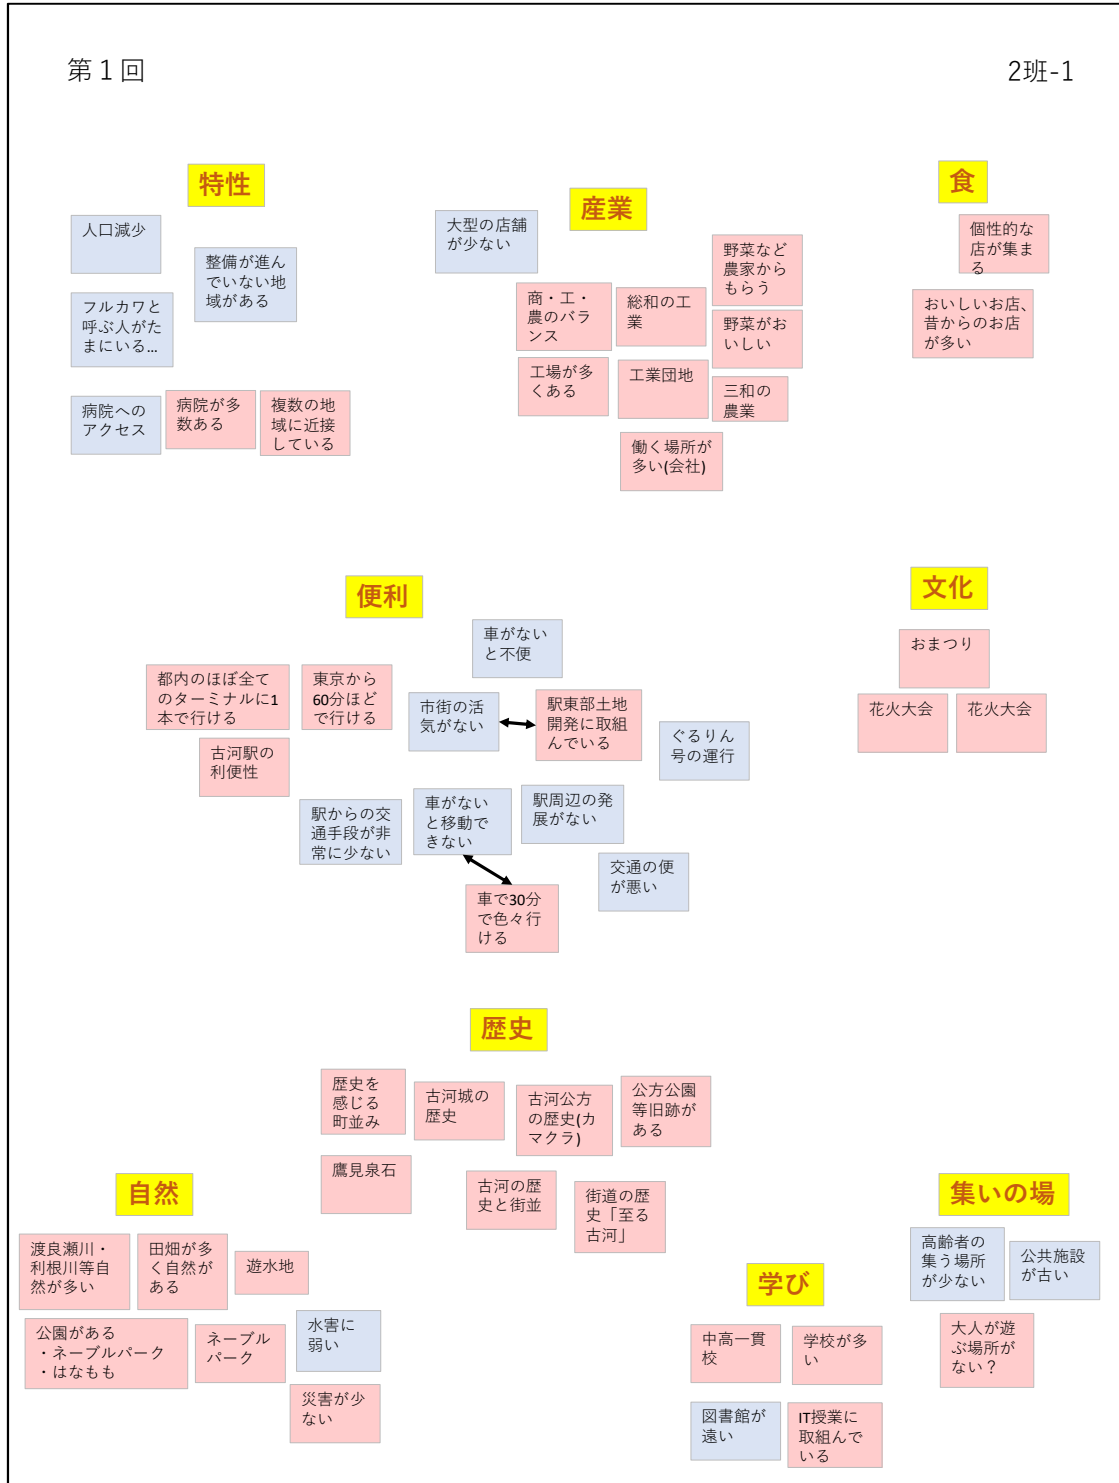 第１回
2班-1
特性
人口減少
整備が進ん
でいない地
域がある
フルカワと
呼ぶ人がた
まにいる…
病院への
アクセス
病院が多
数ある
複数の地
域に近接
している
産業
大型の店舗
が少ない
野菜など
農家から
もらう
商・工・
農のバラ
ンス
総和の工
業
野菜がお
いしい
工場が多
くある
工業団地
三和の
農業
働く場所が
多い(会社)
食
個性的な
店が集ま
る
おいしいお店、
昔からのお店
が多い
便利
車がない
と不便
都内のほぼ全て
のターミナルに1
本で行ける
東京から
60分ほど
で行ける
市街の活
気がない
駅東部土地
開発に取組
んでいる
ぐるりん
号の運行
古河駅の
利便性
駅からの交
通手段が非
常に少ない
車がない
と移動で
きない
駅周辺の発
展がない
交通の便
が悪い
車で30分
で色々行
ける
文化
おまつり
花火大会
花火大会
歴史
歴史を
感じる
町並み
古河城の
歴史
古河公方
の歴史(カ
マクラ)
公方公園
等旧跡が
ある
鷹見泉石
古河の歴
史と街並
街道の歴
史「至る
古河」
自然
渡良瀬川・
利根川等自
然が多い
田畑が多
く自然が
ある
遊水地
公園がある
・ネーブルパーク
・はなもも
ネーブル
パーク
水害に
弱い
災害が少
ない
学び
中高一貫
校
学校が多
い
図書館が
遠い
IT授業に
取組んで
いる
集いの場
高齢者の
集う場所
が少ない
公共施設
が古い
大人が遊
ぶ場所が
ない？